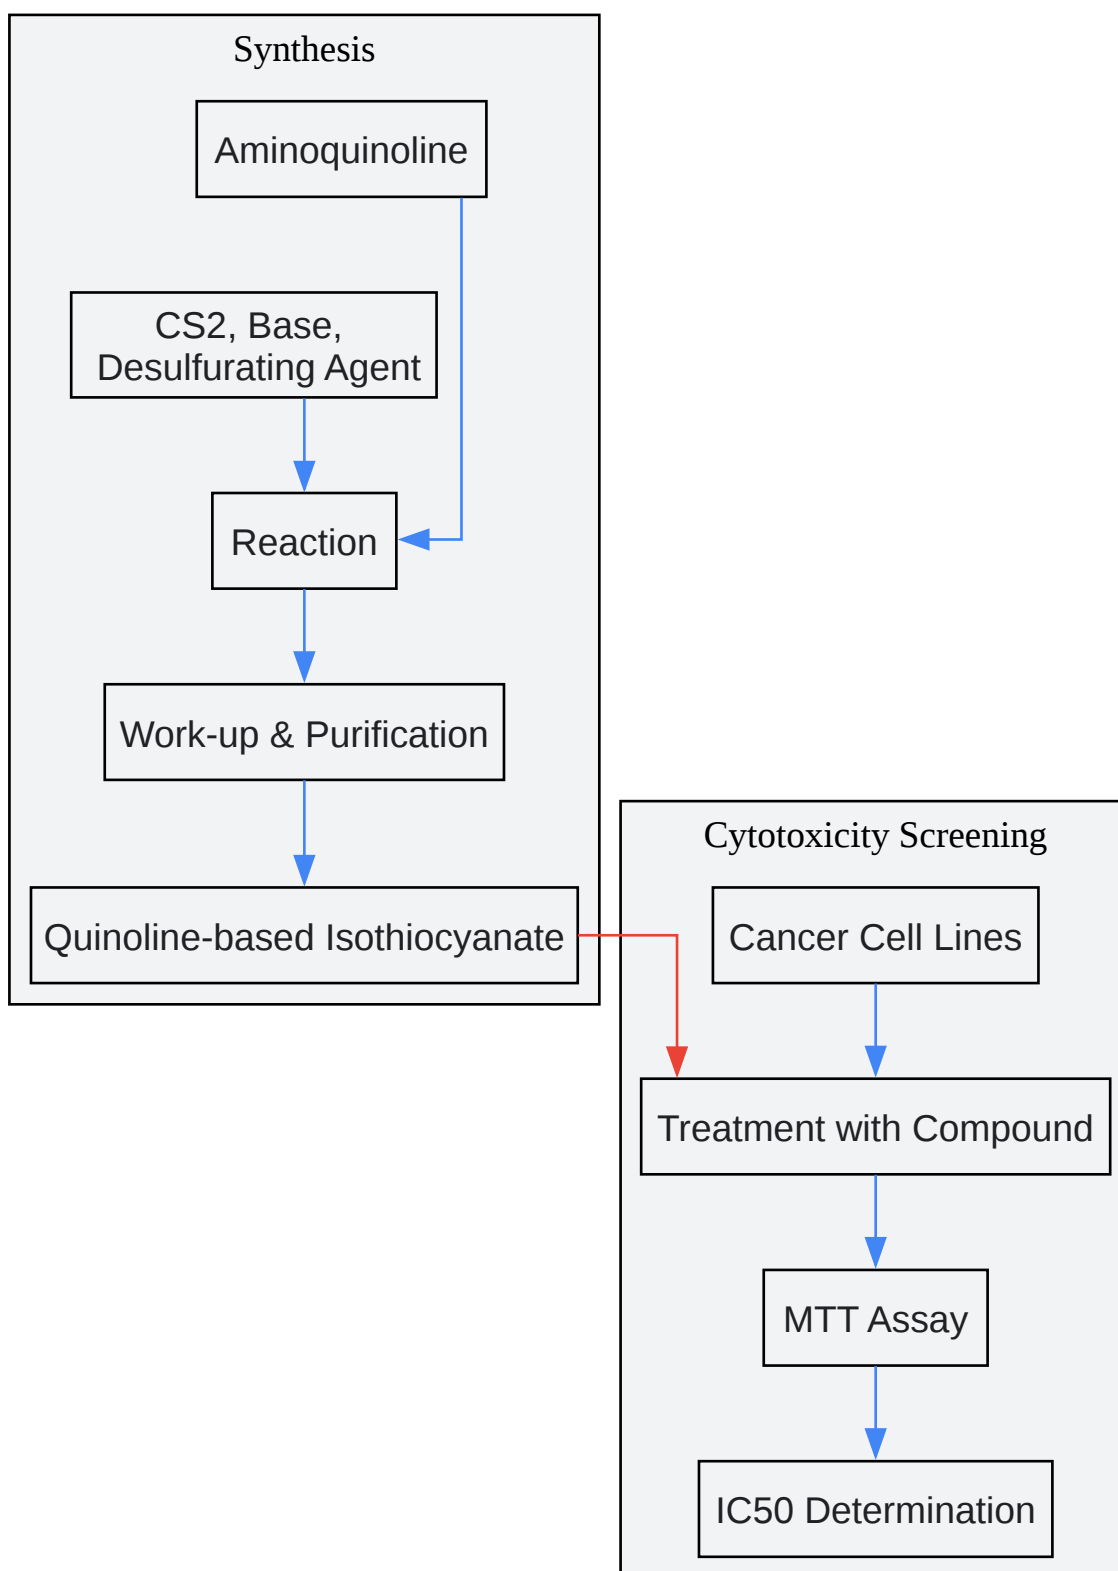 Synthesis
Aminoquinoline
CS2, Base,
Desulfurating Agent
Reaction
Work-up & Purification
Quinoline-based Isothiocyanate
Cytotoxicity Screening
Cancer Cell Lines
Treatment with Compound
MTT Assay
IC50 Determination